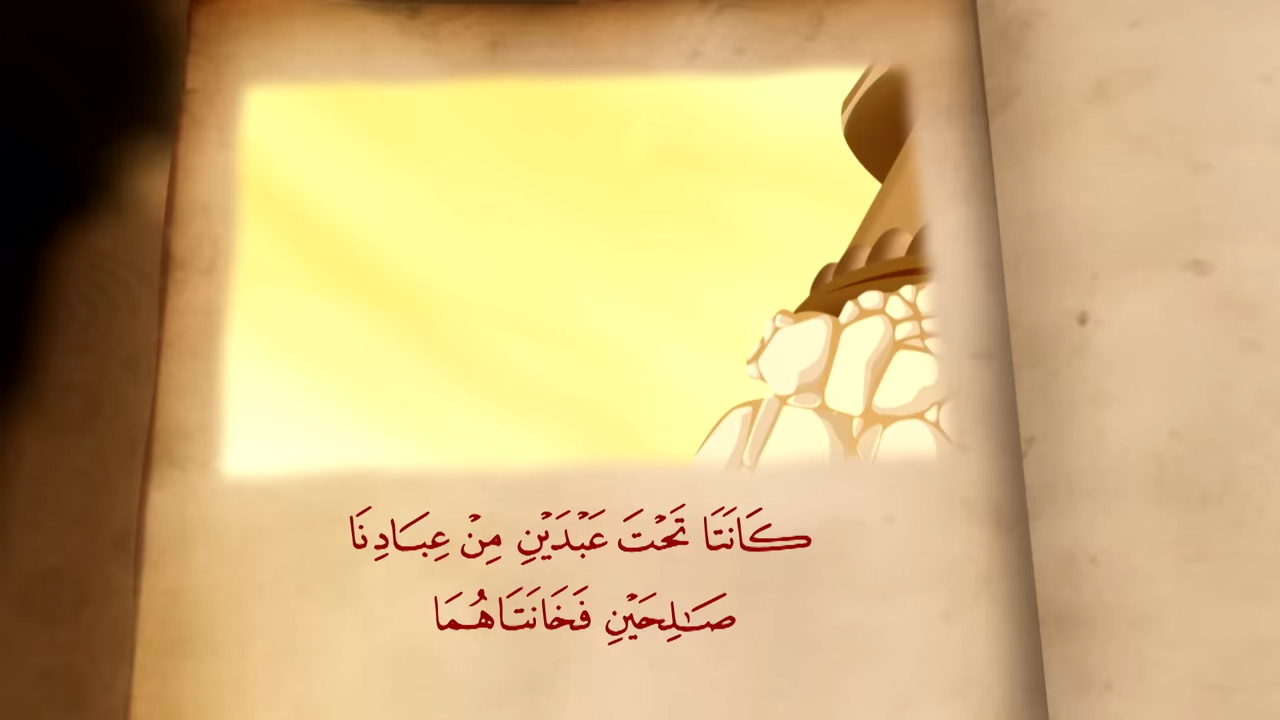 كَانَتَا تَحْتَ عَبْدَيْنِ مِنْ عِبَادِنَا
صَـٰلِحَيْنِ فَخَانَتَاهُمَا